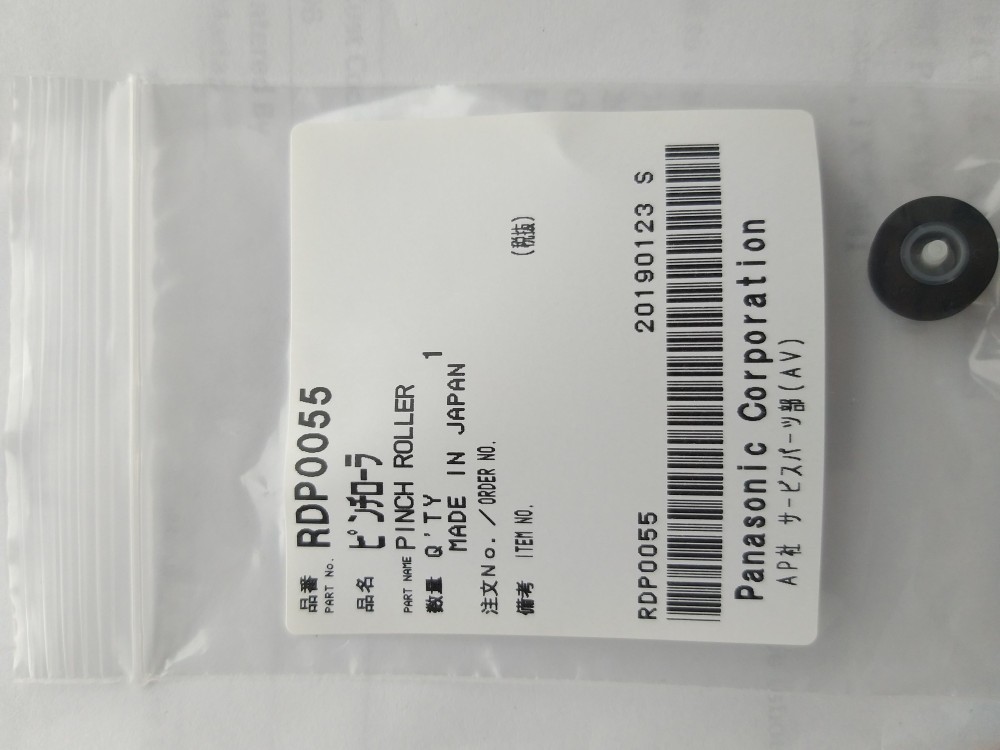 品番 RDP0055
PART No.
品名 ピンチローラ
PART NAME PINCH ROLLER
数量 Q'TY 1
MADE IN JAPAN
注文No./ORDER NO.
備考 ITEM NO. (税抜)
RDP0055 20190123 S
Panasonic Corporation
AP社 サービスパーツ部(AV)